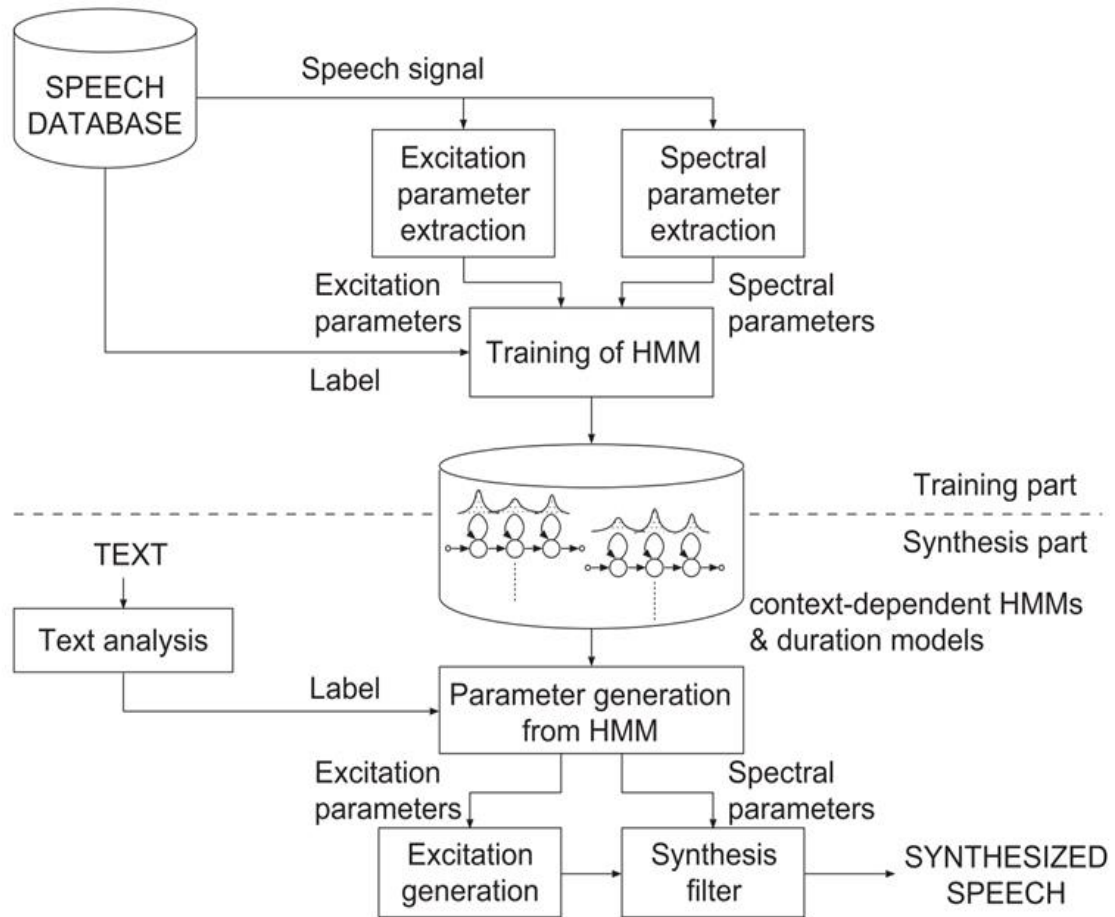 SPEECH
DATABASE
Speech signal
Excitation
parameter
extraction
Spectral
parameter
extraction
Excitation
parameters
Spectral
parameters
Training of HMM
Label
Training part
Synthesis part
TEXT
context-dependent HMMs
& duration models
Text analysis
Label
Parameter generation
from HMM
Excitation
parameters
Spectral
parameters
Excitation
generation
Synthesis
filter
SYNTHESIZED
SPEECH